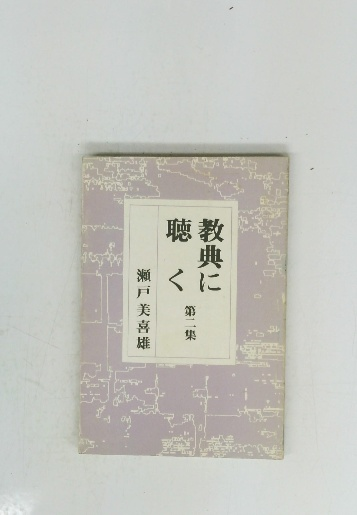 教典に
聴く
第二集
瀬戸美喜雄